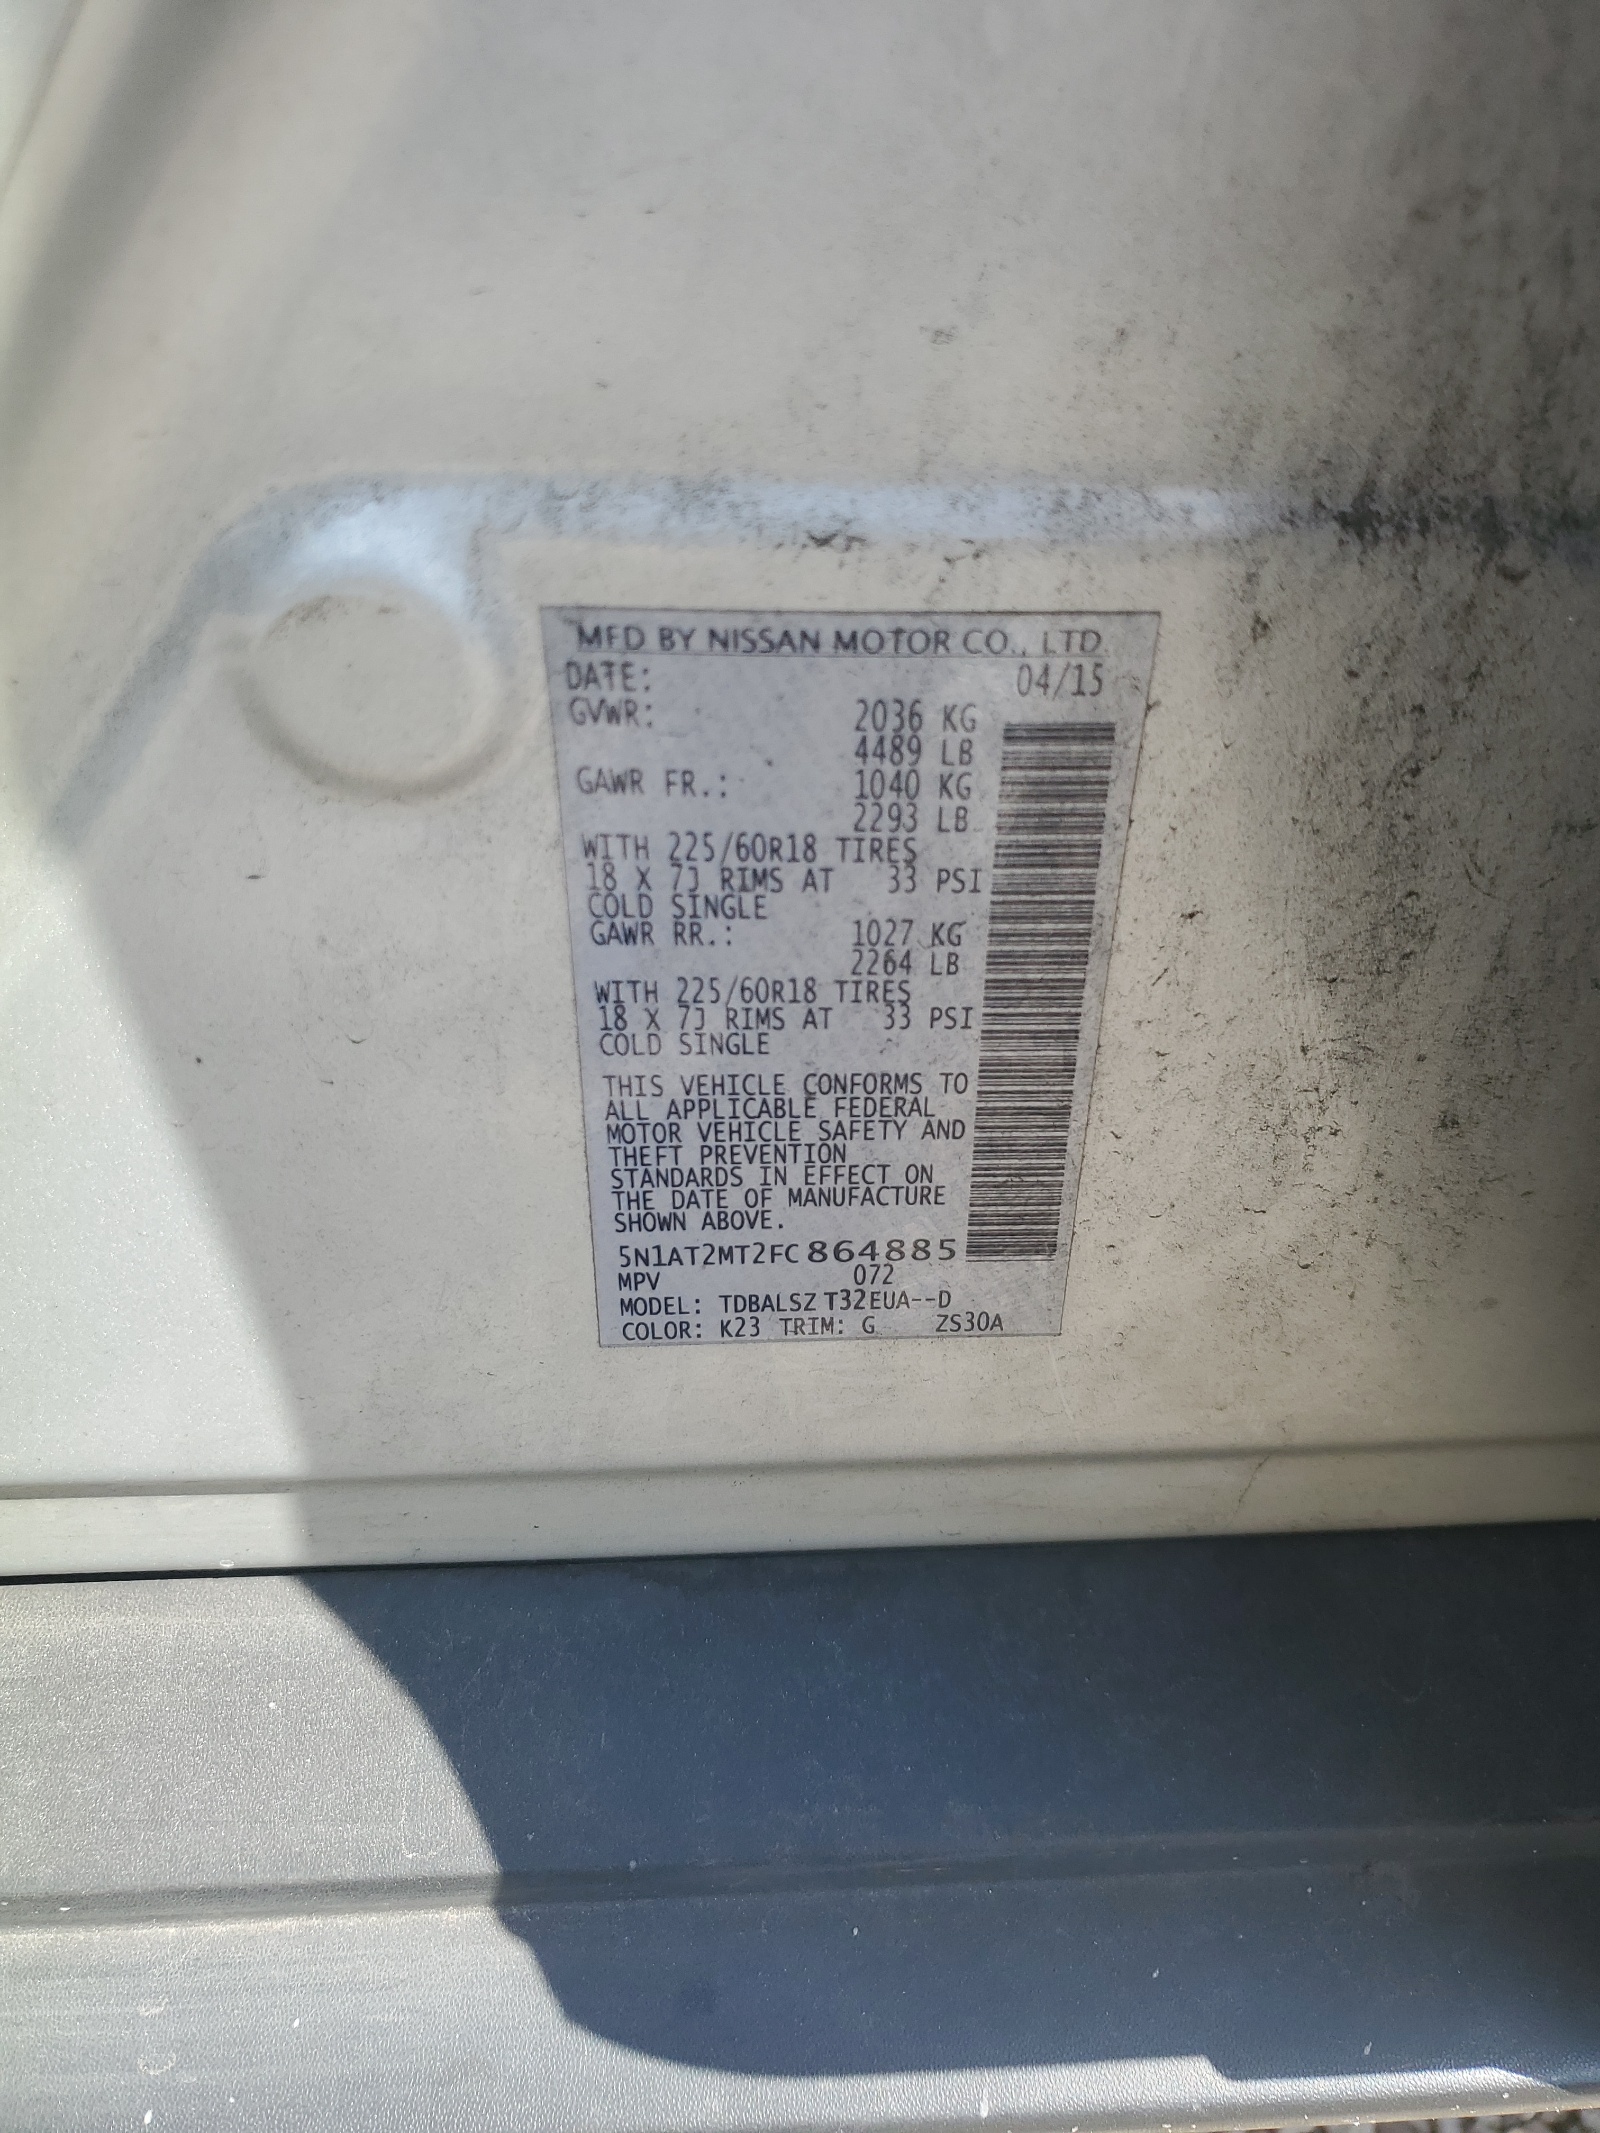 MFD BY NISSAN MOTOR CO., LTD.
DATE: 04/15
GVWR: 2036 KG
4489 LB
GAWR FR.: 1040 KG
2293 LB
WITH 225/60R18 TIRES
18 X 7J RIMS AT 33 PSI
COLD SINGLE
GAWR RR.: 1027 KG
2264 LB
WITH 225/60R18 TIRES
18 X 7J RIMS AT 33 PSI
COLD SINGLE
THIS VEHICLE CONFORMS TO
ALL APPLICABLE FEDERAL
MOTOR VEHICLE SAFETY AND
THEFT PREVENTION
STANDARDS IN EFFECT ON
THE DATE OF MANUFACTURE
SHOWN ABOVE.
5N1AT2MT2FC864885
MPV 072
MODEL: TDBALSZ T32EUA--D
COLOR: K23 TRIM: G ZS30A